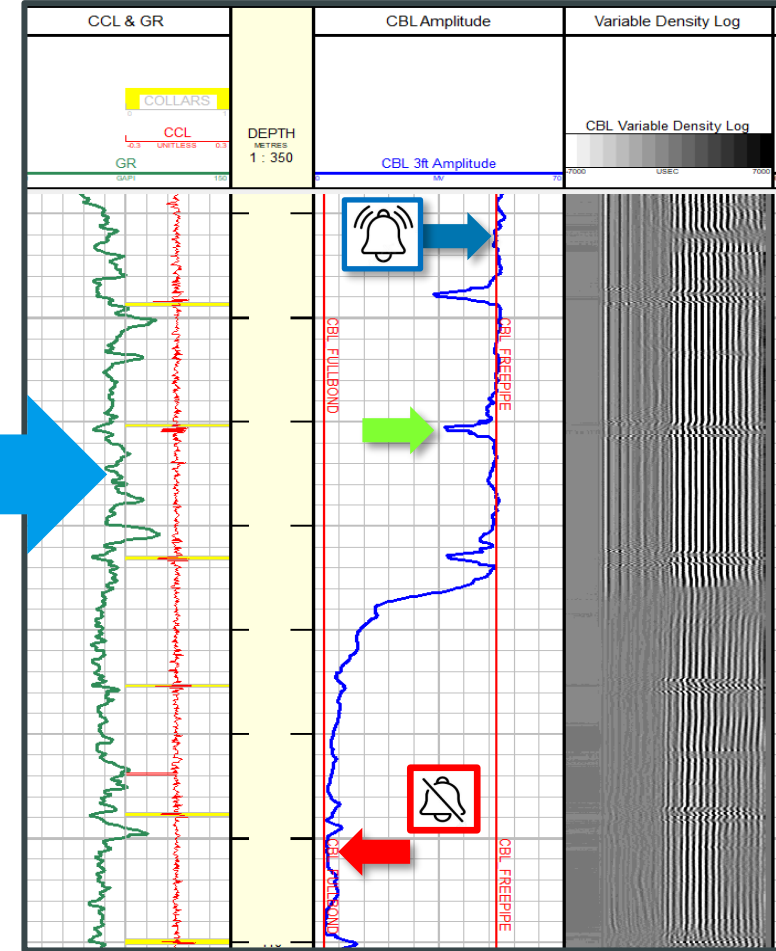 CCL & GR
CBL Amplitude
Variable Density Log
COLLARS
0 1
CCL
-0.3 UNITLESS 0.3
GR
GAPI 150
DEPTH
METRES
1 : 350
CBL 3ft Amplitude
0 MV 70
CBL Variable Density Log
-7000 USEC 7000
CBL FULLBOND
CBL FREEPIPE
CBL FULLBOND
CBL FREEPIPE